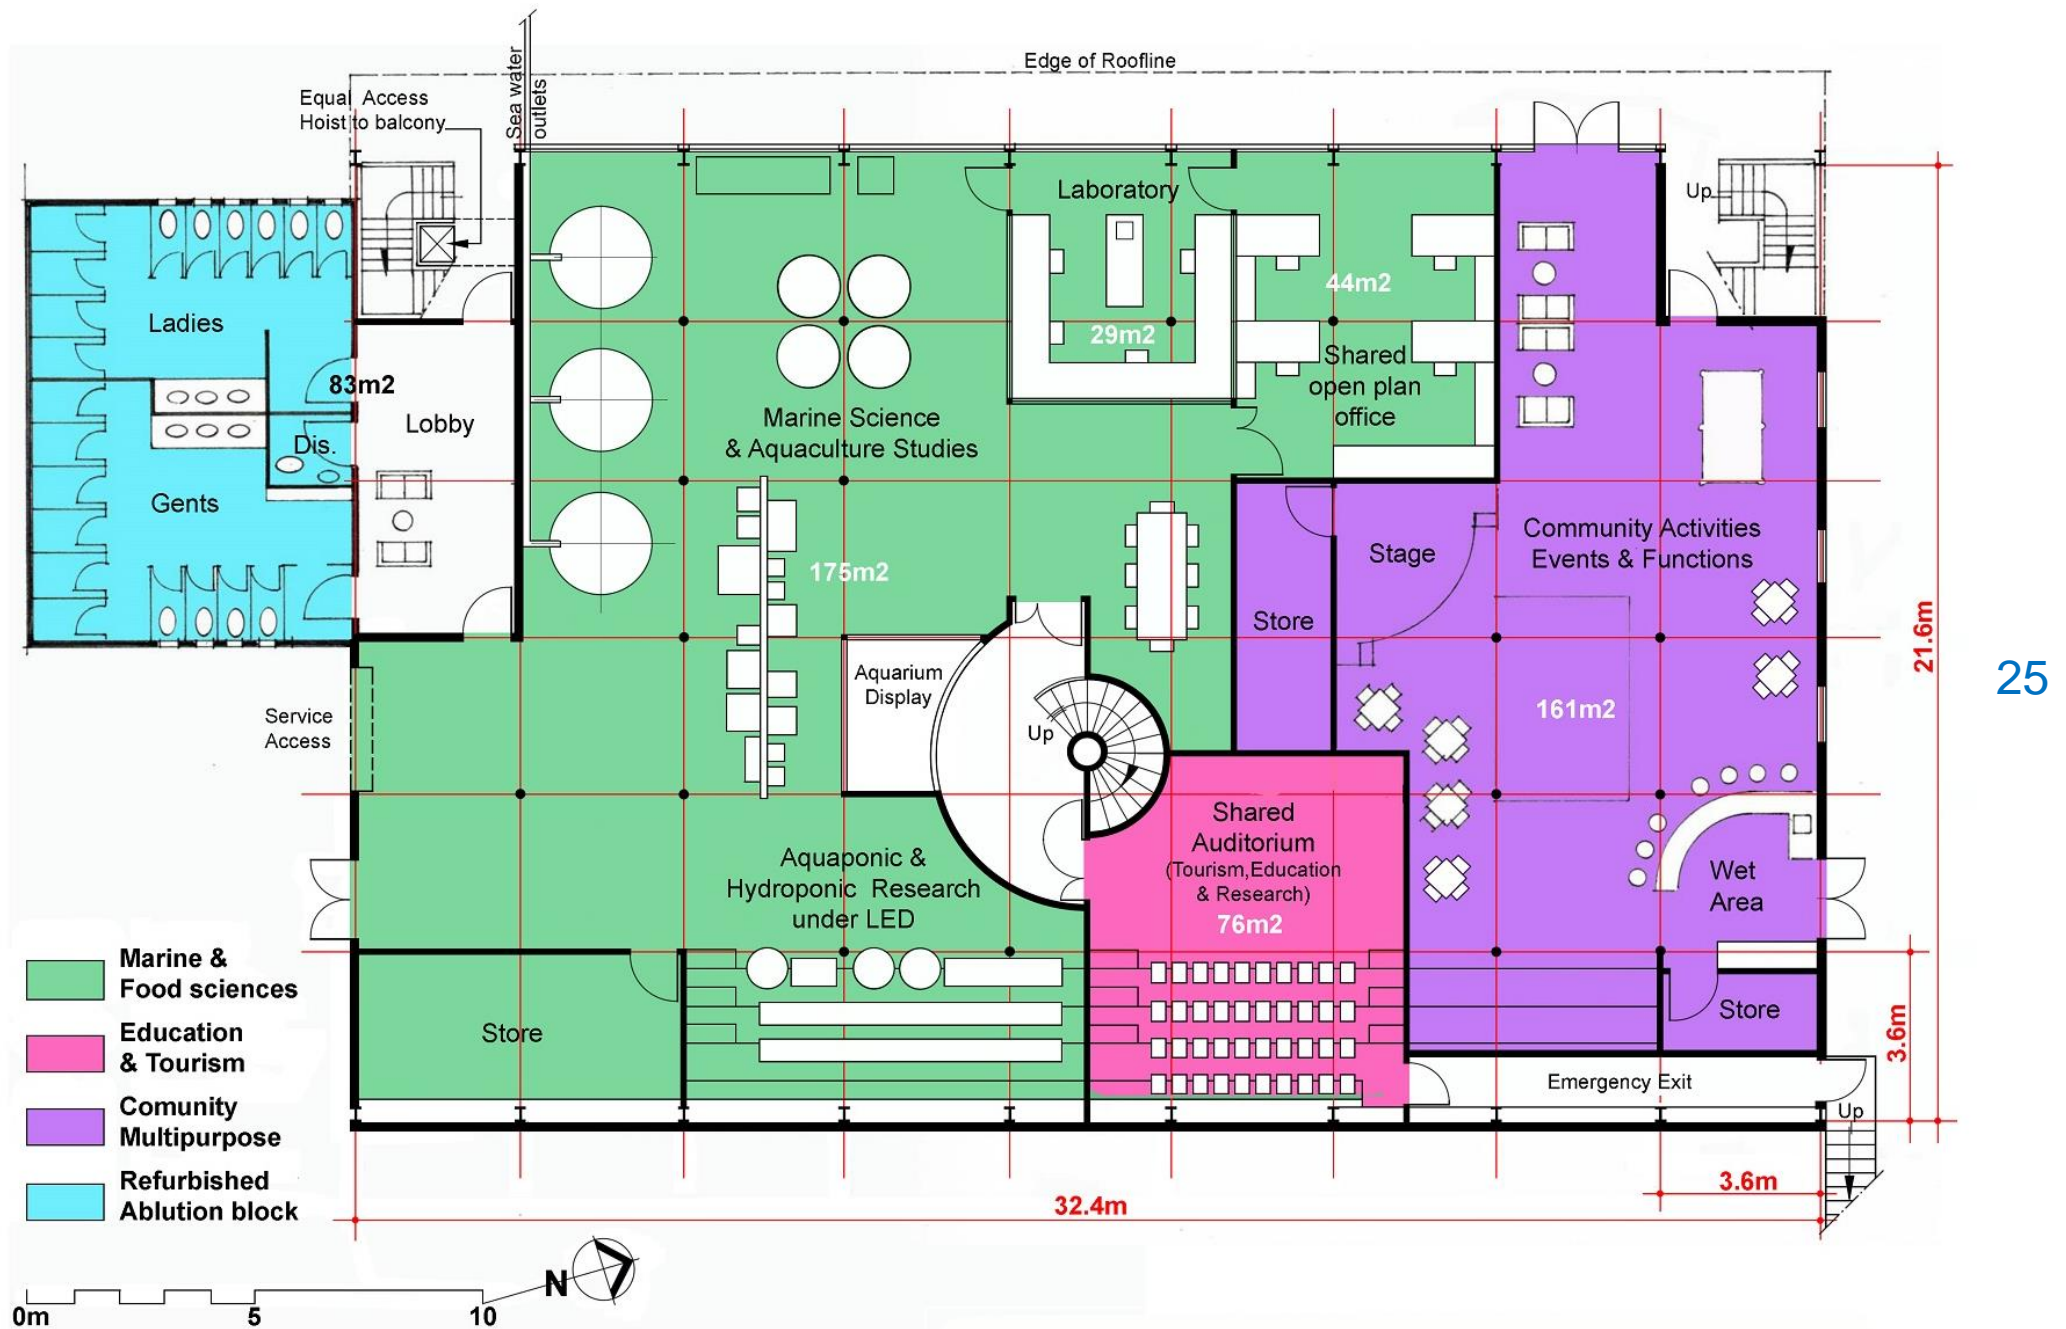 Edge of Roofline
Sea water
outlets
Equal Access
Hoist to balcony
Laboratory
Up
44m2
29m2
Ladies
83m2
Lobby
Shared
open plan
office
Marine Science
& Aquaculture Studies
Dis.
Gents
Community Activities
Events & Functions
Stage
175m2
Store
21.6m
25
Aquarium
Display
Service
Access
Up
161m2
Shared
Auditorium
(Tourism,Education
& Research)
76m2
Aquaponic &
Hydroponic Research
under LED
Wet
Area
Store
Store
3.6m
Emergency Exit
Up
Marine &
Food sciences
Education
& Tourism
Comunity
Multipurpose
Refurbished
Ablution block
3.6m
32.4m
N
0m
5
10